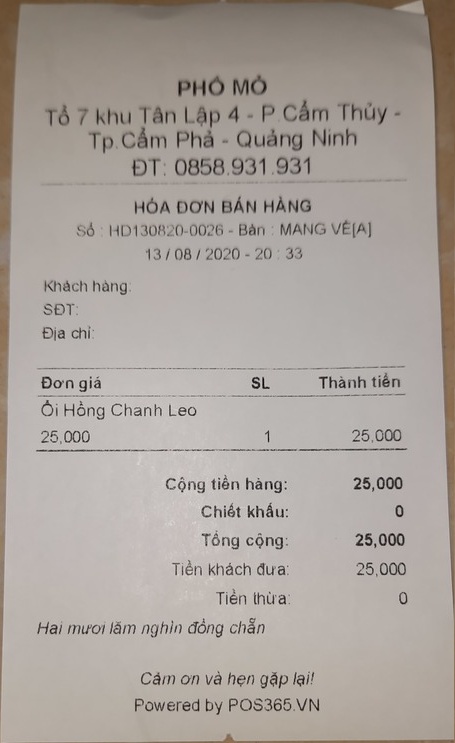 PHÔ MỎ
Tổ 7 khu Tân Lập 4 - P.Cẩm Thủy -
Tp.Cẩm Phả - Quảng Ninh
ĐT: 0858.931.931
HÓA ĐƠN BÁN HÀNG
Số : HD130820-0026 - Bàn : MANG VỀ[A]
13 / 08 / 2020 - 20 : 33
Khách hàng:
SĐT:
Địa chỉ:
Đơn giá SL Thành tiền
Ổi Hồng Chanh Leo
25,000 1 25,000
Cộng tiền hàng: 25,000
Chiết khấu: 0
Tổng cộng: 25,000
Tiền khách đưa: 25,000
Tiền thừa: 0
Hai mươi lăm nghìn đồng chẵn
Cảm ơn và hẹn gặp lại!
Powered by POS365.VN